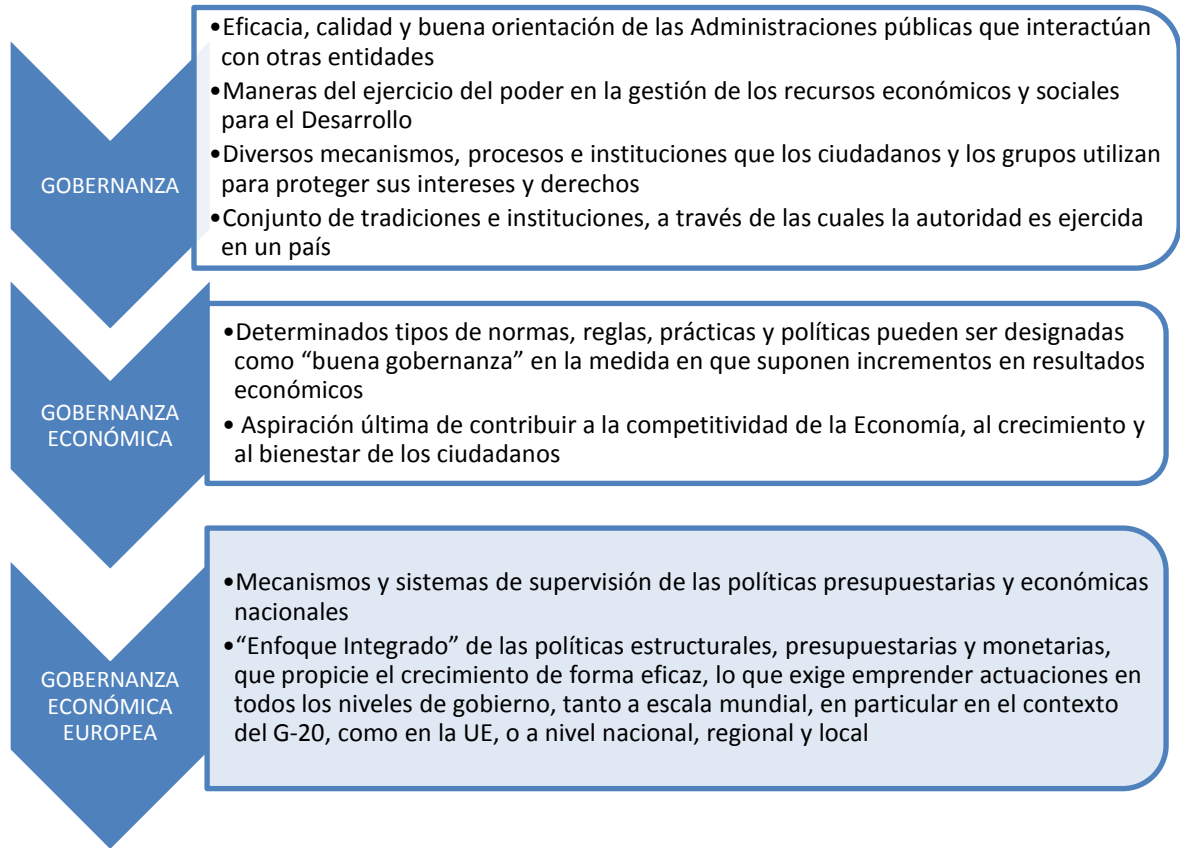 GOBERNANZA
•Eficacia, calidad y buena orientación de las Administraciones públicas que interactúan
con otras entidades
•Maneras del ejercicio del poder en la gestión de los recursos económicos y sociales
para el Desarrollo
•Diversos mecanismos, procesos e instituciones que los ciudadanos y los grupos utilizan
para proteger sus intereses y derechos
•Conjunto de tradiciones e instituciones, a través de las cuales la autoridad es ejercida
en un país
GOBERNANZA
ECONÓMICA
•Determinados tipos de normas, reglas, prácticas y políticas pueden ser designadas
como “buena gobernanza” en la medida en que suponen incrementos en resultados
económicos
• Aspiración última de contribuir a la competitividad de la Economía, al crecimiento y
al bienestar de los ciudadanos
GOBERNANZA
ECONÓMICA
EUROPEA
•Mecanismos y sistemas de supervisión de las políticas presupuestarias y económicas
nacionales
•“Enfoque Integrado” de las políticas estructurales, presupuestarias y monetarias,
que propicie el crecimiento de forma eficaz, lo que exige emprender actuaciones en
todos los niveles de gobierno, tanto a escala mundial, en particular en el contexto
del G-20, como en la UE, o a nivel nacional, regional y local